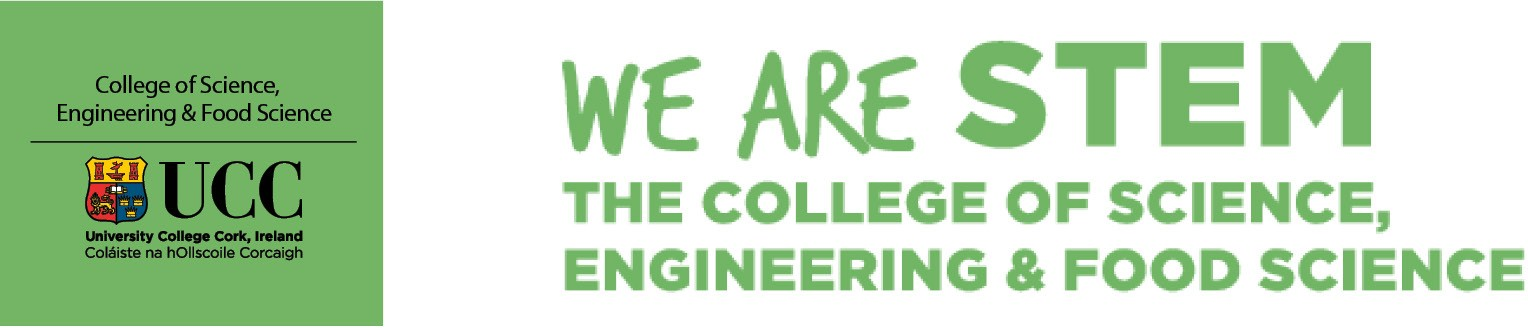 College of Science,
Engineering & Food Science
UCC
University College Cork, Ireland
Coláiste na hOllscoile Corcaigh
WE ARE STEM
THE COLLEGE OF SCIENCE,
ENGINEERING & FOOD SCIENCE